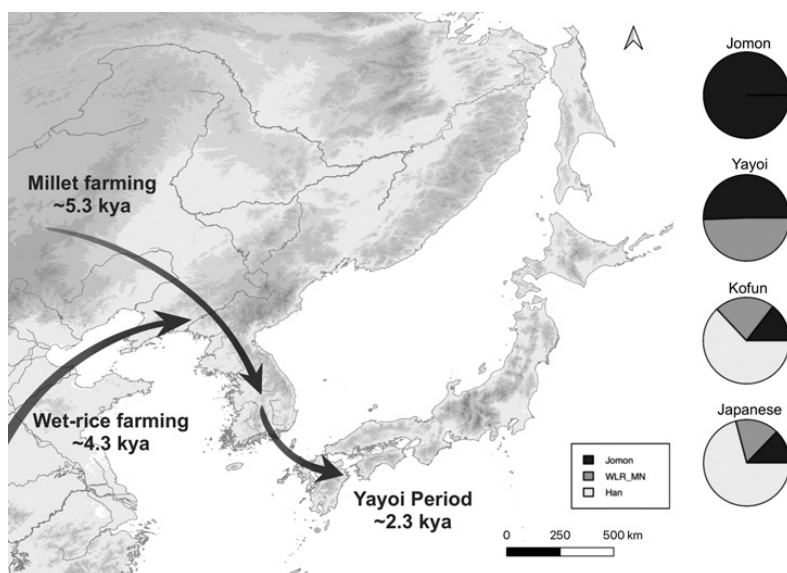 Millet farming
~5.3 kya
Wet-rice farming
~4.3 kya
Yayoi Period
~2.3 kya
Jomon
Yayoi
Kofun
Japanese
Jomon
WLR_MN
Han
0 250 500 km